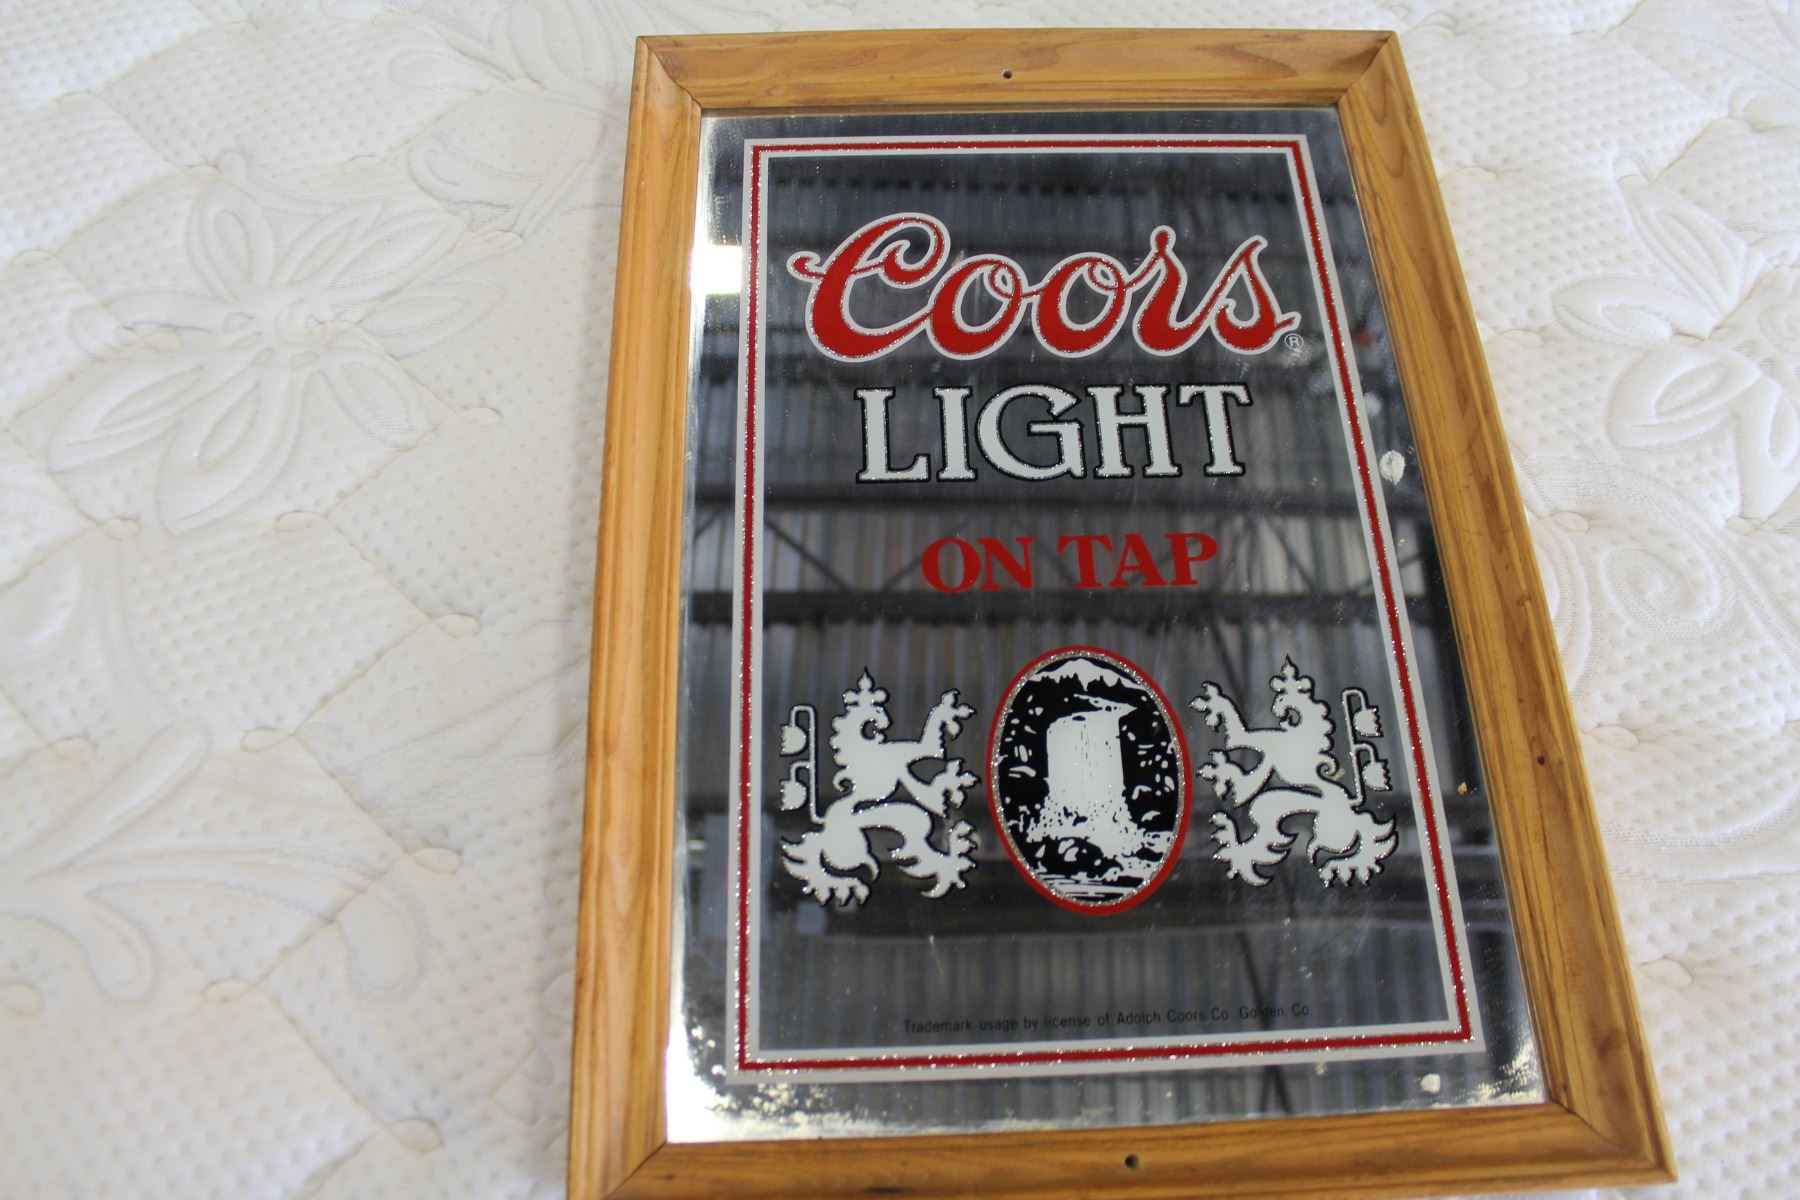 Coors®
LIGHT
ON TAP
Trademark usage by license of Adolph Coors Co. Golden. Co.